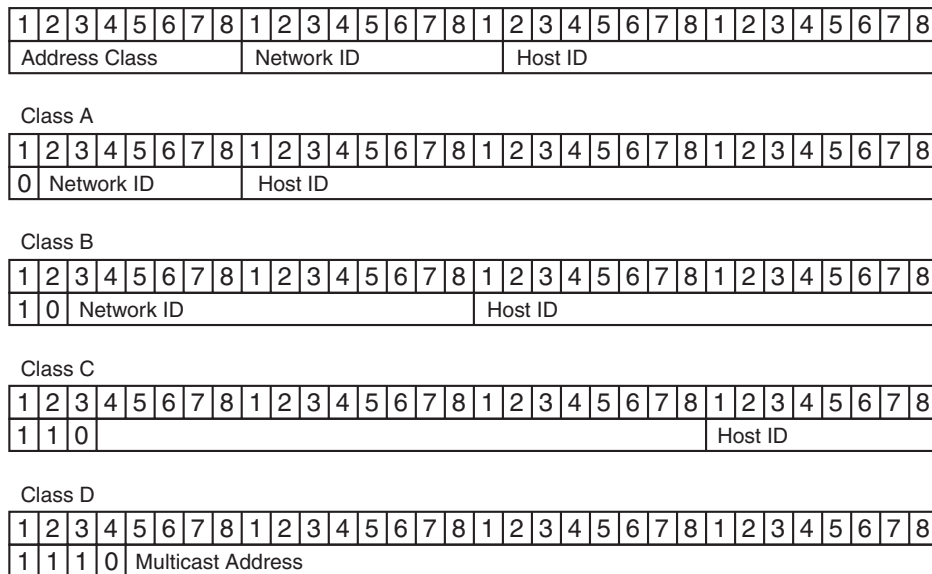 1 2 3 4 5 6 7 8 1 2 3 4 5 6 7 8 1 2 3 4 5 6 7 8 1 2 3 4 5 6 7 8
Address Class Network ID Host ID
Class A
1 2 3 4 5 6 7 8 1 2 3 4 5 6 7 8 1 2 3 4 5 6 7 8 1 2 3 4 5 6 7 8
0 Network ID Host ID
Class B
1 2 3 4 5 6 7 8 1 2 3 4 5 6 7 8 1 2 3 4 5 6 7 8 1 2 3 4 5 6 7 8
1 0 Network ID Host ID
Class C
1 2 3 4 5 6 7 8 1 2 3 4 5 6 7 8 1 2 3 4 5 6 7 8 1 2 3 4 5 6 7 8
1 1 0 Host ID
Class D
1 2 3 4 5 6 7 8 1 2 3 4 5 6 7 8 1 2 3 4 5 6 7 8 1 2 3 4 5 6 7 8
1 1 1 0 Multicast Address